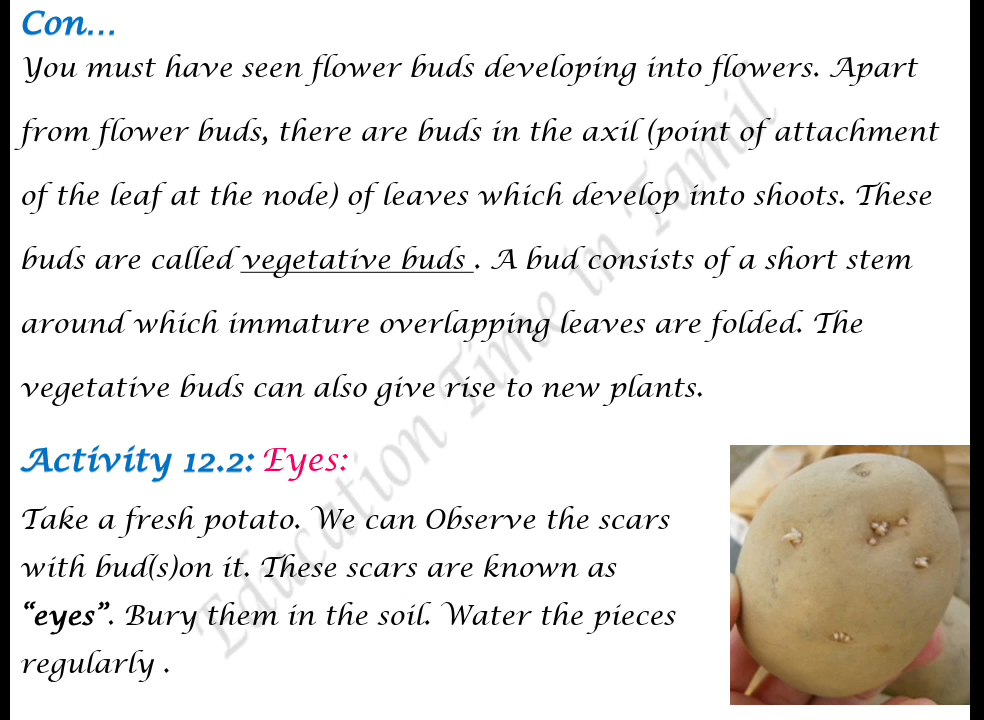 Con...
You must have seen flower buds developing into flowers. Apart
from flower buds, there are buds in the axil (point of attachment
of the leaf at the node) of leaves which develop into shoots. These
buds are called vegetative buds . A bud consists of a short stem
around which immature overlapping leaves are folded. The
vegetative buds can also give rise to new plants.
Activity 12.2: Eyes:
Take a fresh potato. We can Observe the scars
with bud(s)on it. These scars are known as
“eyes”. Bury them in the soil. Water the pieces
regularly .
Education Time in Tamil